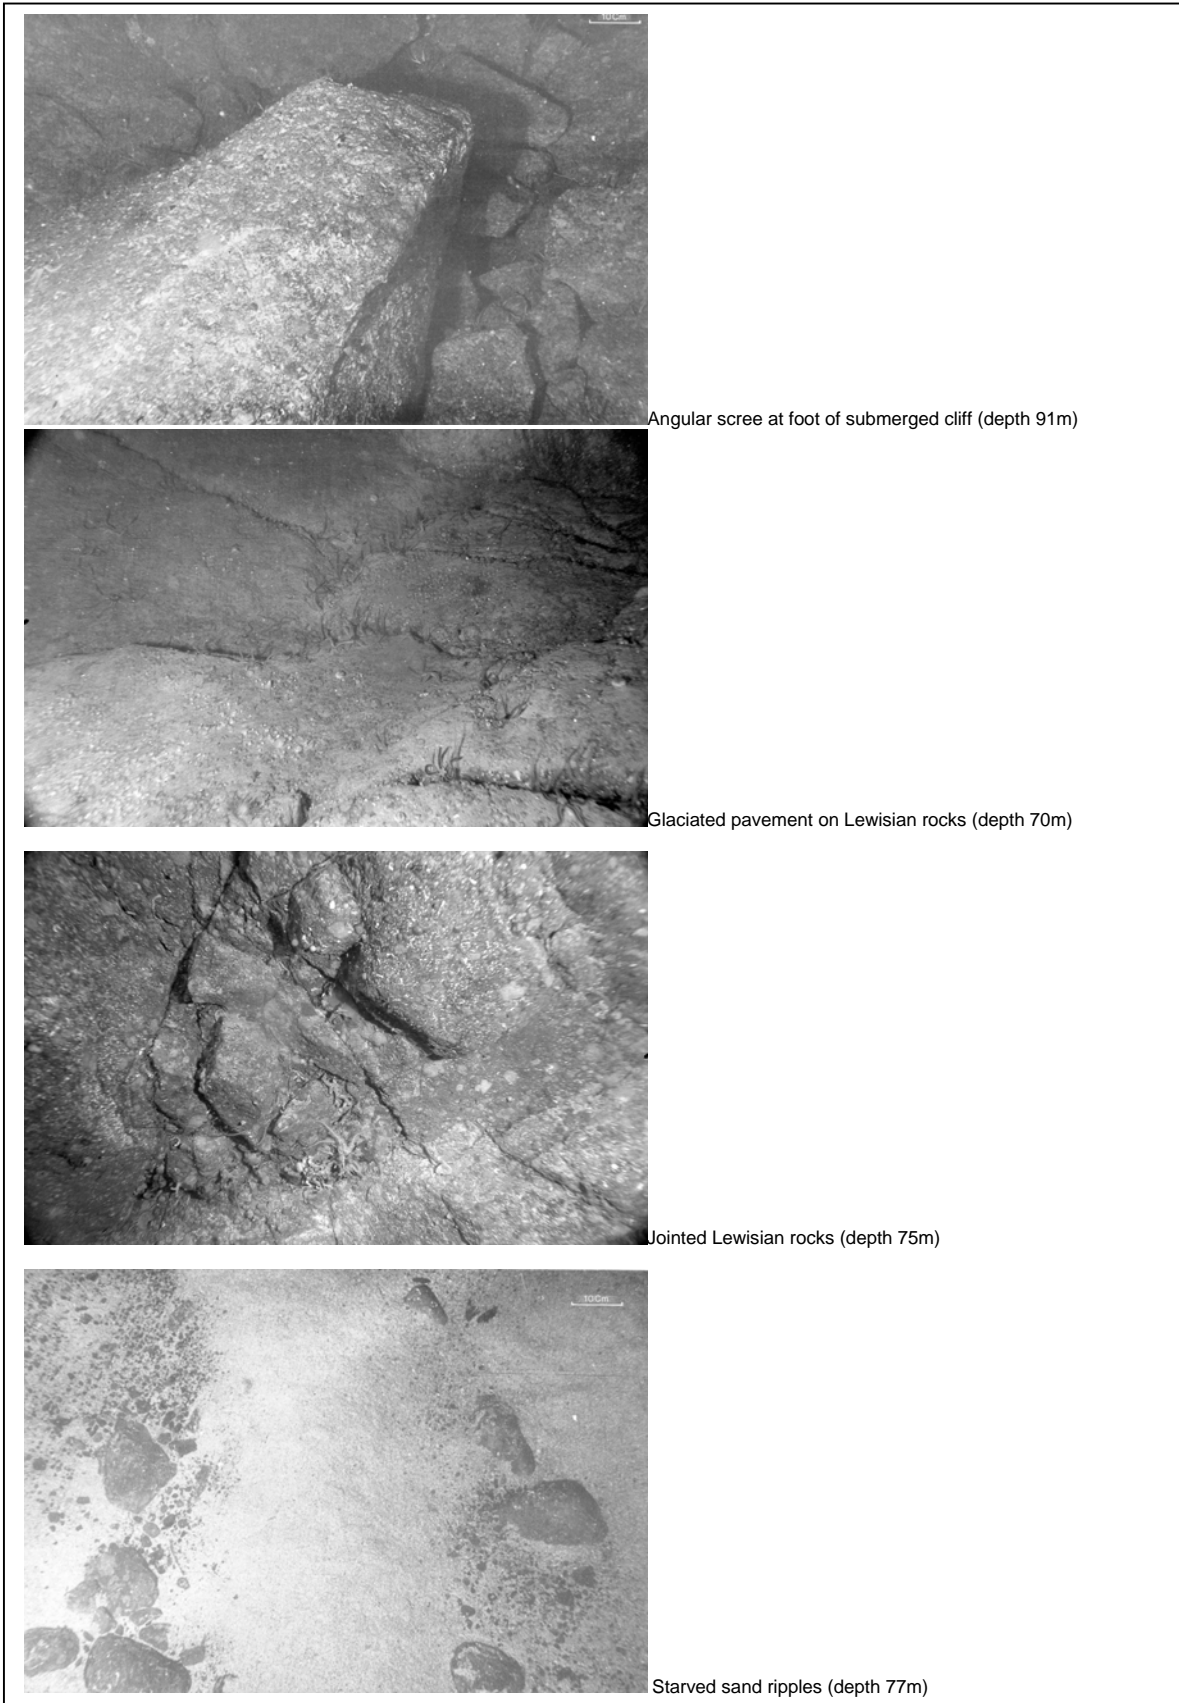 10Cm
Angular scree at foot of submerged cliff (depth 91m)
Glaciated pavement on Lewisian rocks (depth 70m)
Jointed Lewisian rocks (depth 75m)
10Cm
Starved sand ripples (depth 77m)